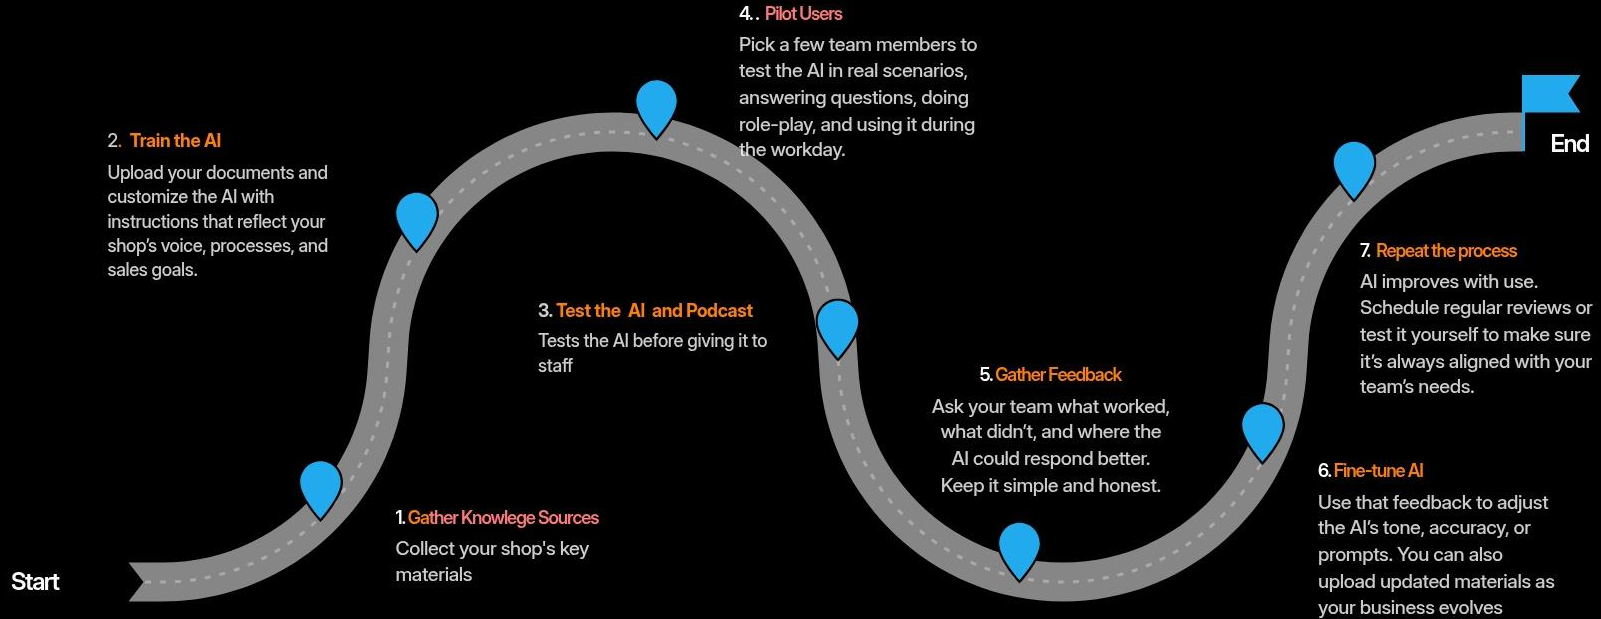 Start
1. Gather Knowlege Sources
Collect your shop's key
materials
2. Train the AI
Upload your documents and
customize the AI with
instructions that reflect your
shop’s voice, processes, and
sales goals.
3. Test the AI and Podcast
Tests the AI before giving it to
staff
4. . Pilot Users
Pick a few team members to
test the AI in real scenarios,
answering questions, doing
role-play, and using it during
the workday.
5. Gather Feedback
Ask your team what worked,
what didn’t, and where the
AI could respond better.
Keep it simple and honest.
6. Fine-tune AI
Use that feedback to adjust
the AI’s tone, accuracy, or
prompts. You can also
upload updated materials as
your business evolves
7. Repeat the process
AI improves with use.
Schedule regular reviews or
test it yourself to make sure
it’s always aligned with your
team’s needs.
End